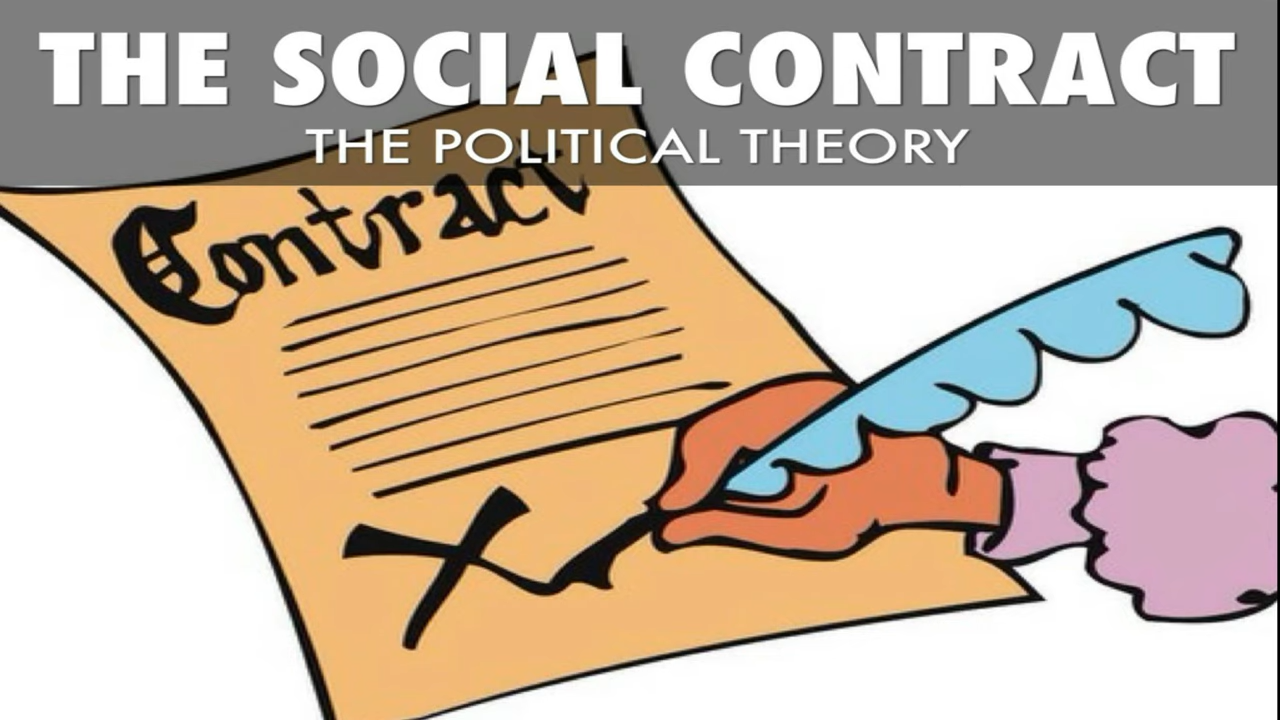 THE SOCIAL CONTRACT
THE POLITICAL THEORY
Contract
X